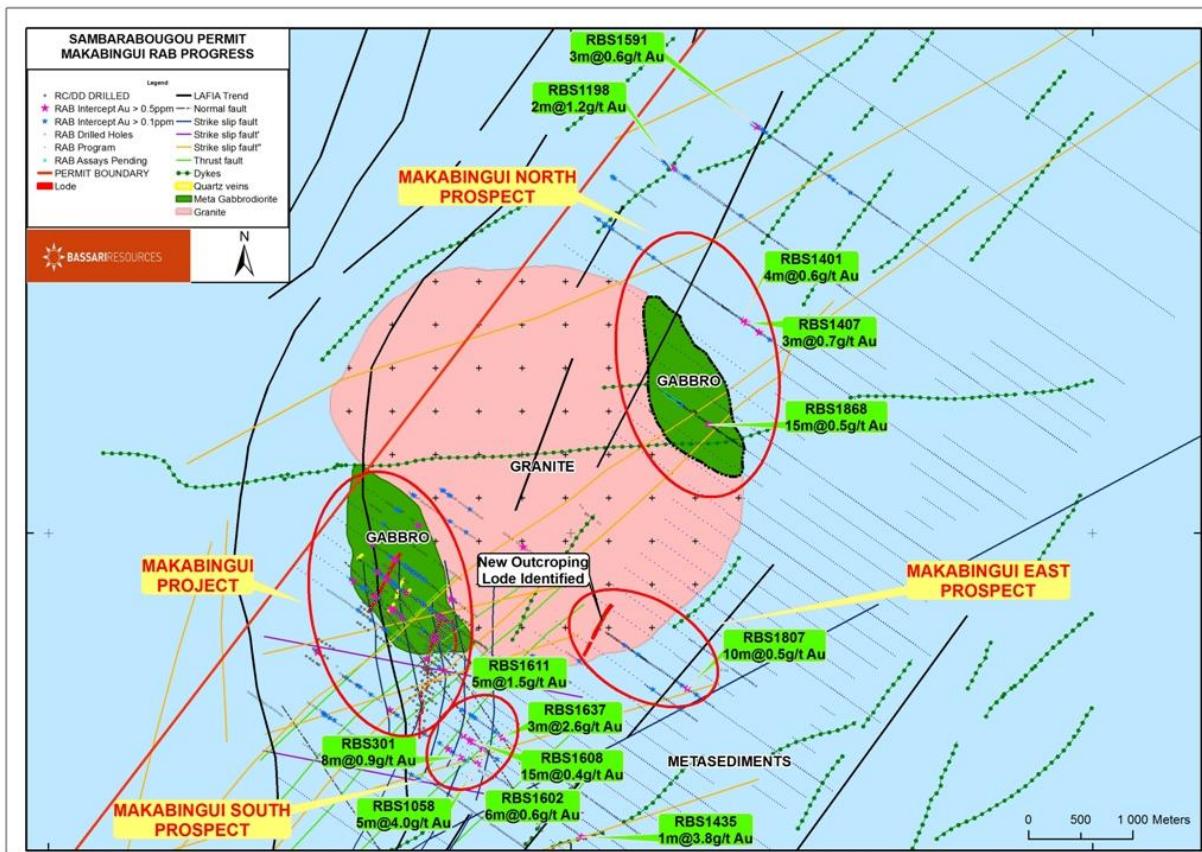 SAMBARABOUGOU PERMIT
MAKABINGUI RAB PROGRESS
Legend
RC/DD DRILLED
RAB Intercept Au > 0.5ppm
RAB Intercept Au > 0.1ppm
RAB Drilled Holes
RAB Program
RAB Assays Pending
PERMIT BOUNDARY
Lode
LAFIA Trend
Normal fault
Strike slip fault
Strike slip fault'
Strike slip fault"
Thrust fault
Dykes
Quartz veins
Meta Gabbrodiorite
Granite
BASSARI RESOURCES
N
RBS1591
3m@0.6g/t Au
RBS1198
2m@1.2g/t Au
MAKABINGUI NORTH
PROSPECT
RBS1401
4m@0.6g/t Au
RBS1407
3m@0.7g/t Au
GABBRO
RBS1868
15m@0.5g/t Au
GRANITE
GABBRO
New Outcroping
Lode Identified
MAKABINGUI
PROJECT
MAKABINGUI EAST
PROSPECT
RBS1807
10m@0.5g/t Au
RBS1611
5m@1.5g/t Au
RBS1637
3m@2.6g/t Au
RBS301
8m@0.9g/t Au
RBS1608
15m@0.4g/t Au
METASEDIMENTS
MAKABINGUI SOUTH
PROSPECT
RBS1058
5m@4.0g/t Au
RBS1602
6m@0.6g/t Au
RBS1435
1m@3.8g/t Au
0 500 1 000 Meters